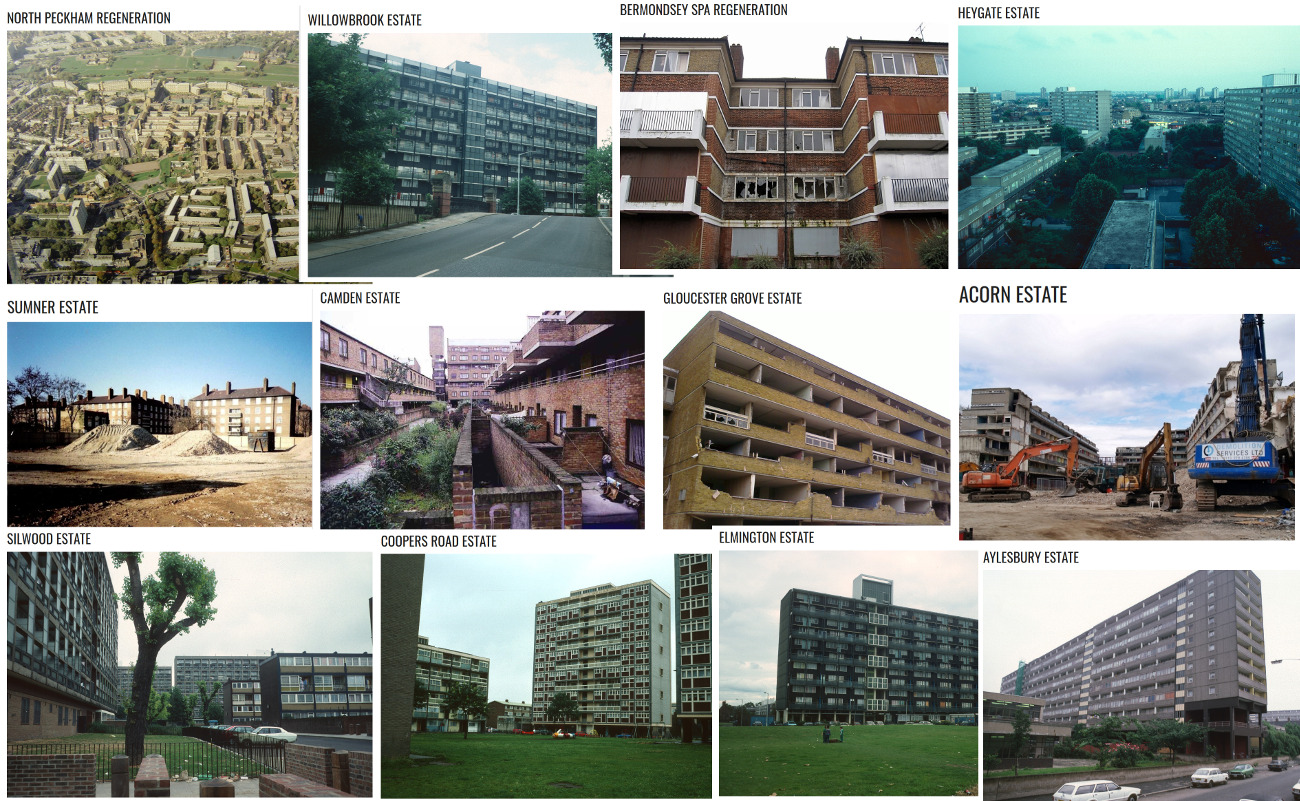 NORTH PECKHAM REGENERATION
WILLOWBROOK ESTATE
BERMONDSEY SPA REGENERATION
HEYGATE ESTATE
SUMNER ESTATE
CAMDEN ESTATE
GLOUCESTER GROVE ESTATE
ACORN ESTATE
SERVICES LTD
SILWOOD ESTATE
COOPERS ROAD ESTATE
ELMINGTON ESTATE
AYLESBURY ESTATE